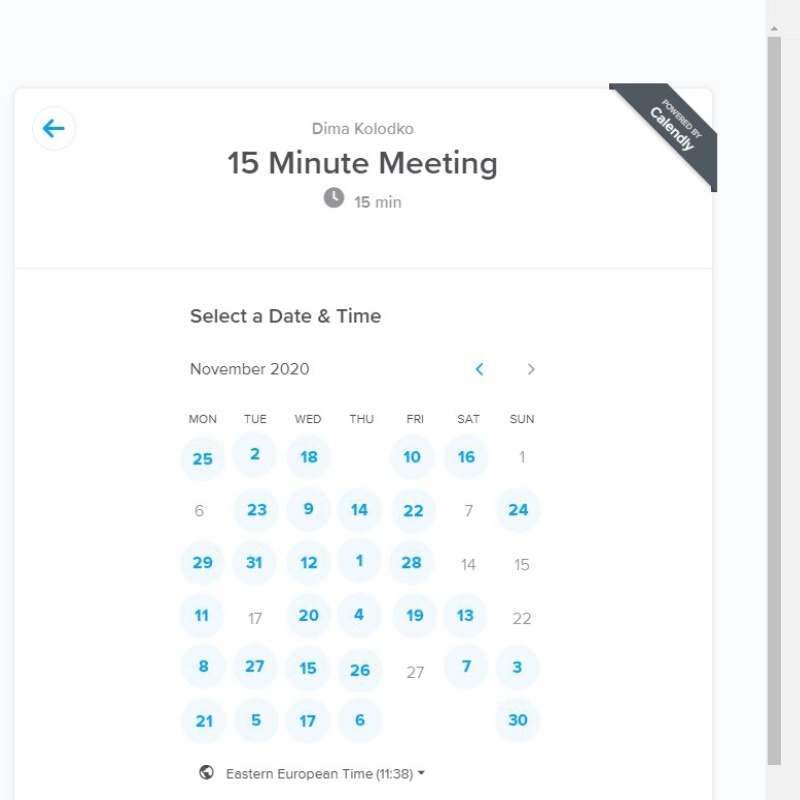 POWERED BY
Calendly
Dima Kolodko
15 Minute Meeting
15 min
Select a Date & Time
November 2020
MON TUE WED THU FRI SAT SUN
25 2 18 10 16 1
6 23 9 14 22 7 24
29 31 12 1 28 14 15
11 17 20 4 19 13 22
8 27 15 26 27 7 3
21 5 17 6 30
Eastern European Time (11:38)